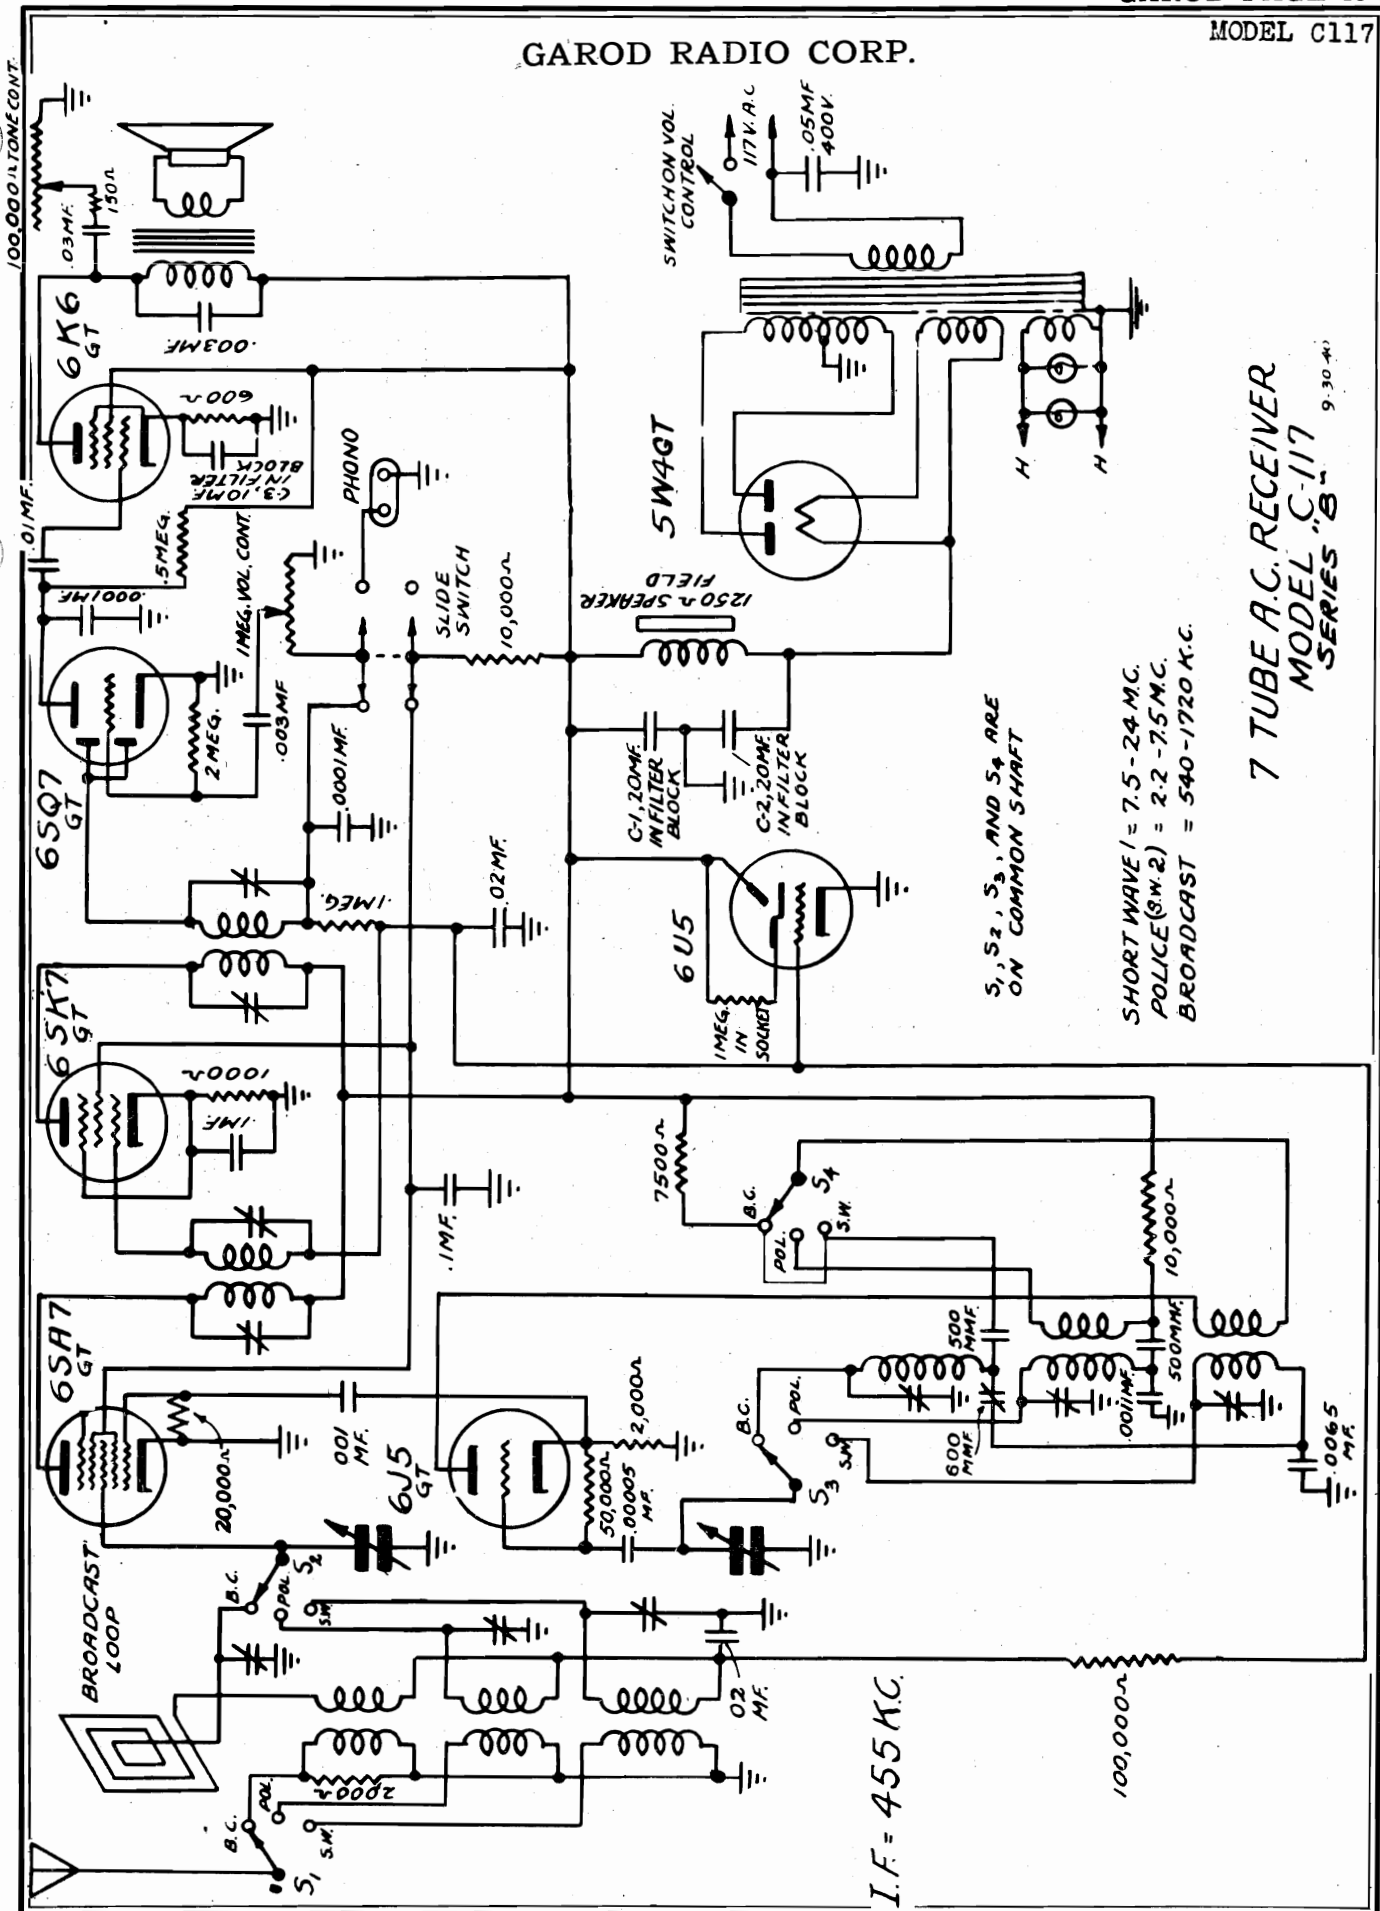 MODEL C117
GAROD RADIO CORP.
100,000Ω TONE CONT.
.03MF.
150Ω
6K6
GT
.003MF.
600Ω
C-3, 10MF.
IN FILTER
BLOCK
.01MF.
.5MEG.
.0001MF.
1MEG. VOL. CONT.
PHONO
SLIDE
SWITCH
10,000Ω
6SQ7
GT
2MEG.
.003MF
.0001MF.
.1MEG.
.02MF.
6SK7
GT
1000Ω
.1MF.
.1MF.
6SA7
GT
20,000Ω
.001
MF.
6J5
GT
2,000Ω
50,000Ω
.00005
MF.
BROADCAST
LOOP
B.C.
POL.
S.W.
S2
B.C.
POL.
S.W.
S1
2000Ω
.02
MF.
100,000Ω
I.F. = 455 K.C.
SWITCH ON VOL.
CONTROL
117V. A.C
.05MF
400V.
5W4GT
H
H
1250Ω SPEAKER
FIELD
C-1, 20MF.
IN FILTER
BLOCK
C-2, 20MF.
IN FILTER
BLOCK
6U5
1MEG.
IN
SOCKET
7500Ω
B.C.
POL.
S.W.
S4
10,000Ω
500
MMF.
500MMF.
.0011MF.
600
MMF.
.0065
MF.
B.C.
POL.
S.W.
S3
S1, S2, S3, AND S4 ARE
ON COMMON SHAFT
SHORT WAVE 1 = 7.5-24 M.C.
POLICE (S.W. 2) = 2.2-7.5 M.C.
BROADCAST = 540-1720 K.C.
7 TUBE A.C. RECEIVER
MODEL "C-117
SERIES "B"
9-30-40